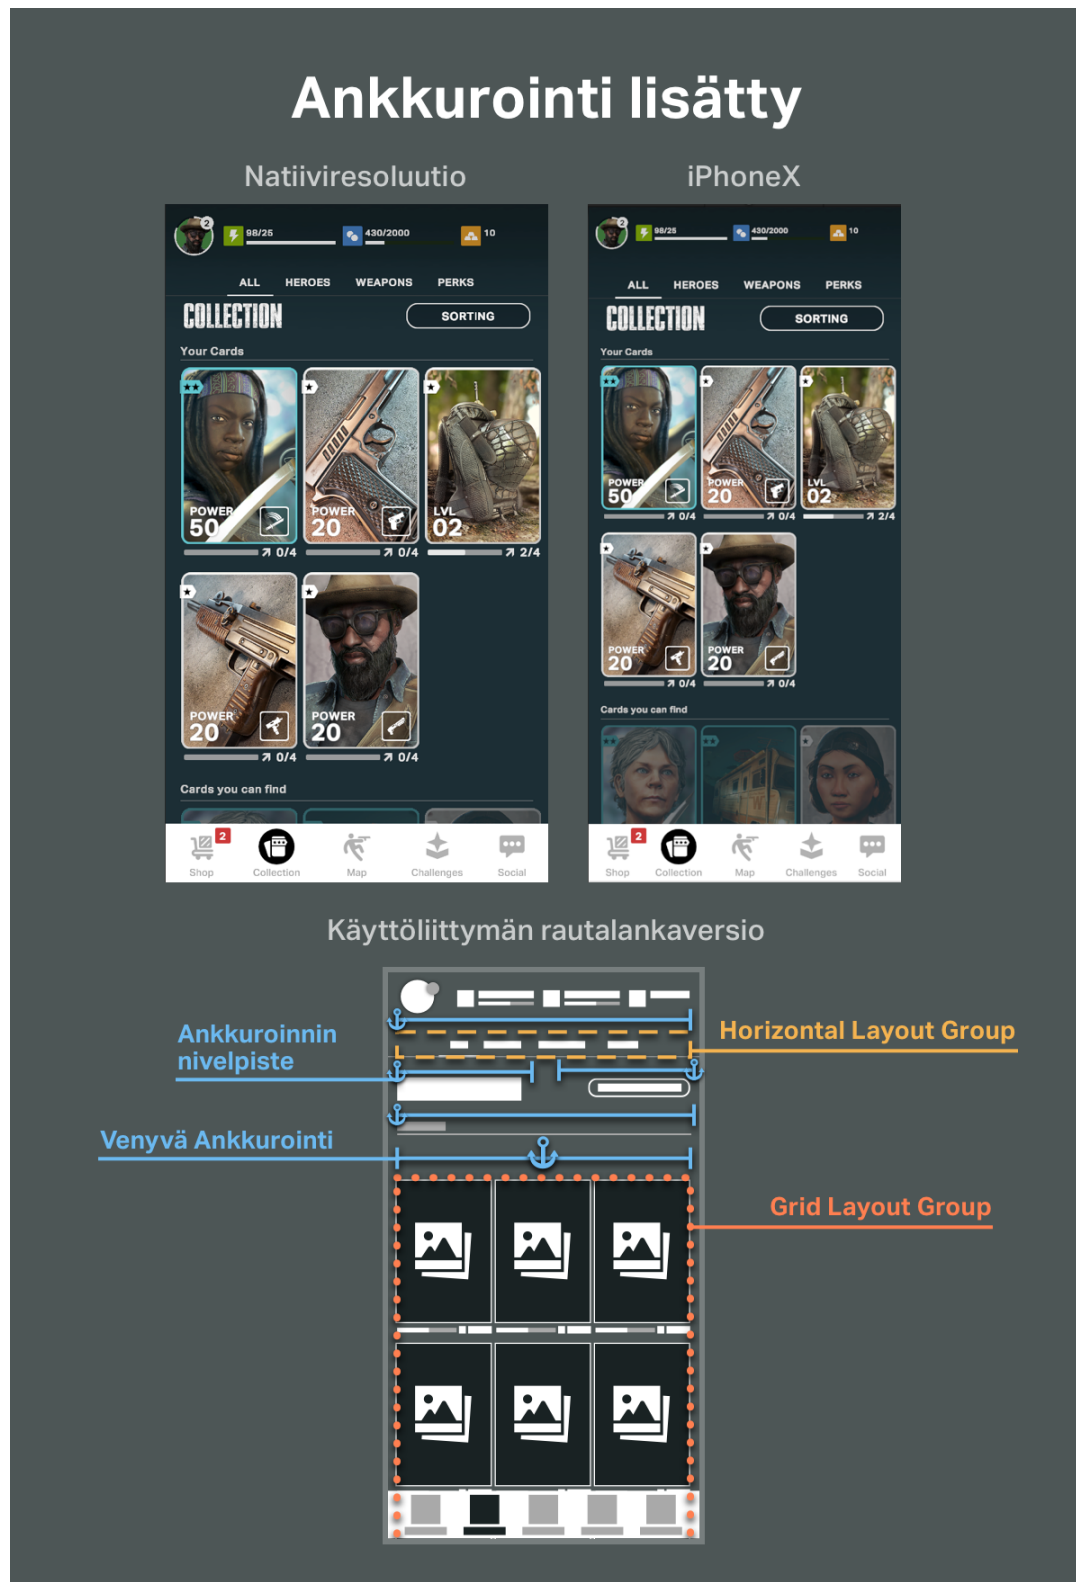 Ankkurointi lisätty
Natiiviresoluutio
iPhoneX
2
98/25
430/2000
10
ALL HEROES WEAPONS PERKS
COLLECTION
SORTING
Your Cards
POWER
50
POWER
20
LVL
02
0/4
0/4
2/4
POWER
20
POWER
20
0/4
0/4
Cards you can find
2
Shop
Collection
Map
Challenges
Social
2
98/25
430/2000
10
ALL HEROES WEAPONS PERKS
COLLECTION
SORTING
Your Cards
POWER
50
POWER
20
LVL
02
0/4
0/4
2/4
POWER
20
POWER
20
0/4
0/4
Cards you can find
2
Shop
Collection
Map
Challenges
Social
Käyttöliittymän rautalankaversio
Ankkuroinnin
nivelpiste
Horizontal Layout Group
Venyvä Ankkurointi
Grid Layout Group